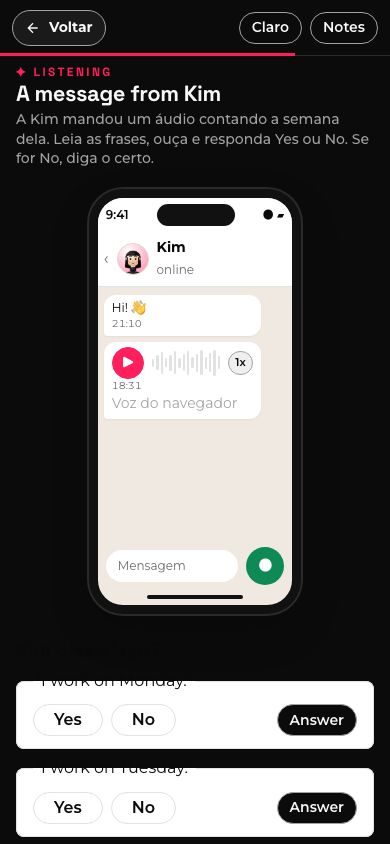 ← Voltar
Claro
Notes
✦ LISTENING
A message from Kim
A Kim mandou um áudio contando a semana
dela. Leia as frases, ouça e responda Yes ou No. Se
for No, diga o certo.
9:41
Kim
online
Hi! 👋
21:10
1x
18:31
Voz do navegador
Mensagem
I work on Monday.
Yes
No
Answer
I work on Tuesday.
Yes
No
Answer